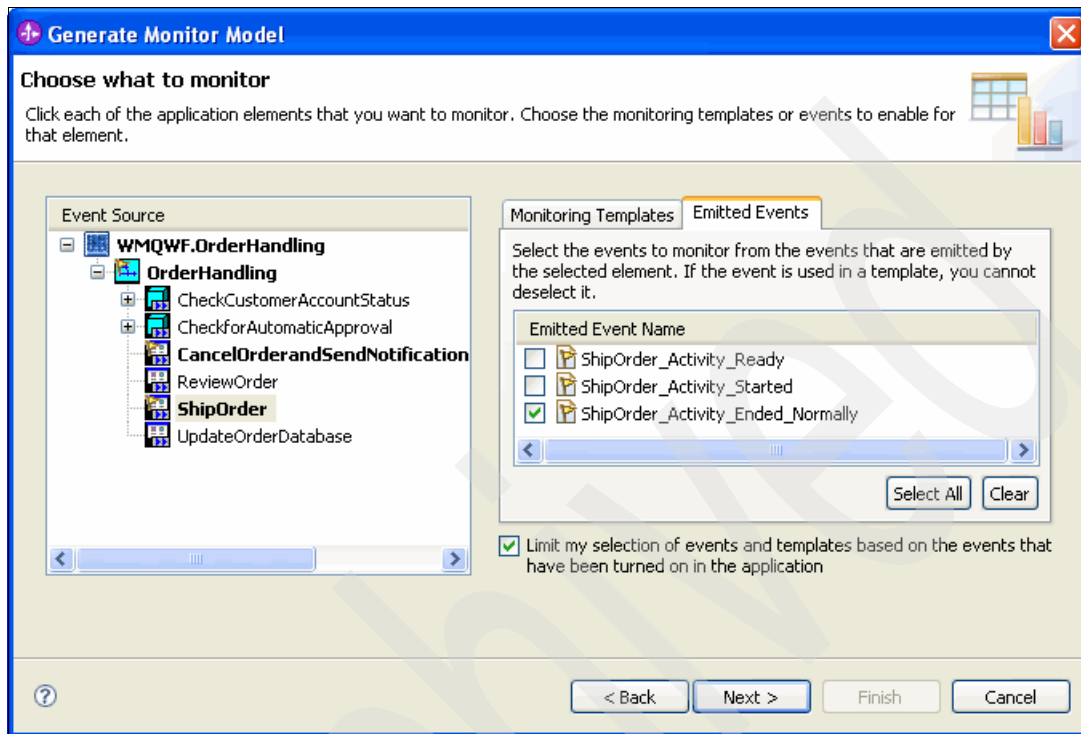 Generate Monitor Model
Choose what to monitor
Click each of the application elements that you want to monitor. Choose the monitoring templates or events to enable for
that element.
Event Source
WMQWF.OrderHandling
OrderHandling
CheckCustomerAccountStatus
CheckforAutomaticApproval
CancelOrderandSendNotification
ReviewOrder
ShipOrder
UpdateOrderDatabase
Monitoring Templates
Emitted Events
Select the events to monitor from the events that are emitted by
the selected element. If the event is used in a template, you cannot
deselect it.
Emitted Event Name
ShipOrder_Activity_Ready
ShipOrder_Activity_Started
ShipOrder_Activity_Ended_Normally
Select All
Clear
Limit my selection of events and templates based on the events that
have been turned on in the application
?
< Back
Next >
Finish
Cancel